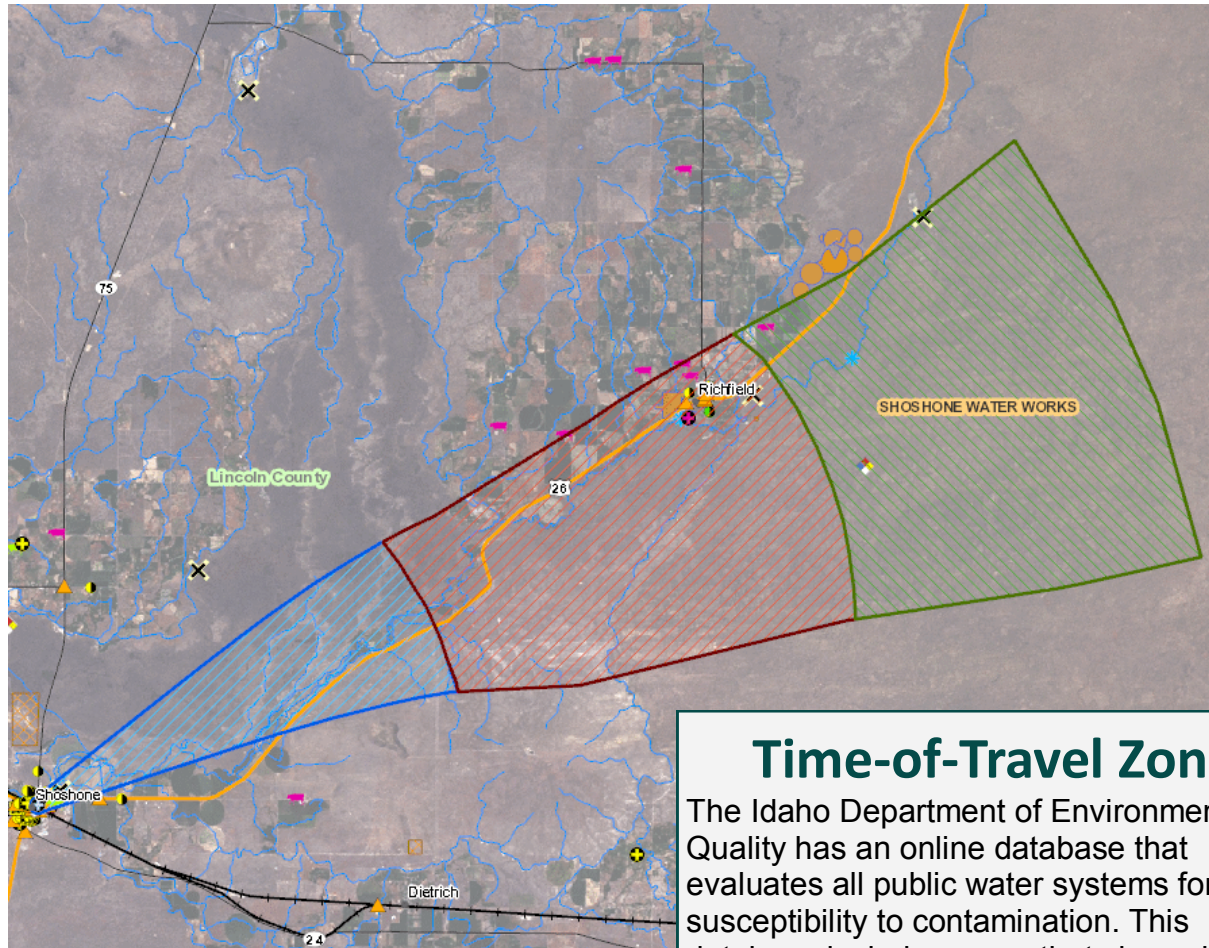 75
Richfield
SHOSHONE WATER WORKS
Lincoln County
26
Shoshone
Dietrich
24
Time-of-Travel Zon
The Idaho Department of Environmen
Quality has an online database that
evaluates all public water systems for
susceptibility to contamination. This